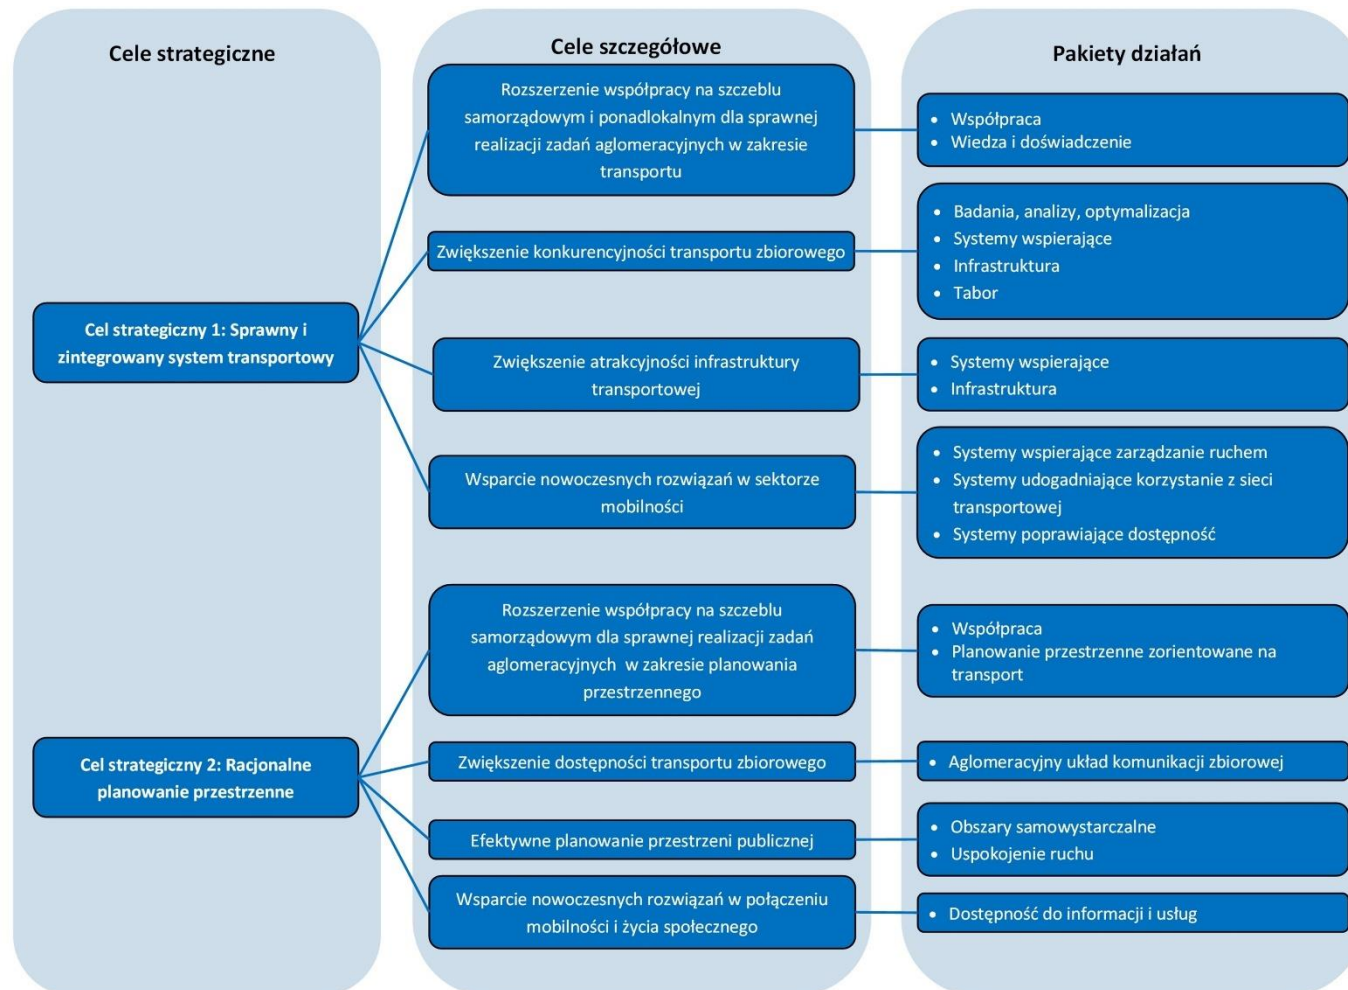 Cele strategiczne
Cele szczegółowe
Pakiety działań
Cel strategiczny 1: Sprawny i
zintegrowany system transportowy
Rozszerzenie współpracy na szczeblu
samorządowym i ponadlokalnym dla sprawnej
realizacji zadań aglomeracyjnych w zakresie
transportu
• Współpraca
• Wiedza i doświadczenie
Zwiększenie konkurencyjności transportu zbiorowego
• Badania, analizy, optymalizacja
• Systemy wspierające
• Infrastruktura
• Tabor
Zwiększenie atrakcyjności infrastruktury
transportowej
• Systemy wspierające
• Infrastruktura
Wsparcie nowoczesnych rozwiązań w sektorze
mobilności
• Systemy wspierające zarządzanie ruchem
• Systemy udogadniające korzystanie z sieci
transportowej
• Systemy poprawiające dostępność
Cel strategiczny 2: Racjonalne
planowanie przestrzenne
Rozszerzenie współpracy na szczeblu
samorządowym dla sprawnej realizacji zadań
aglomeracyjnych w zakresie planowania
przestrzennego
• Współpraca
• Planowanie przestrzenne zorientowane na
transport
Zwiększenie dostępności transportu zbiorowego
• Aglomeracyjny układ komunikacji zbiorowej
Efektywne planowanie przestrzeni publicznej
• Obszary samowystarczalne
• Uspokojenie ruchu
Wsparcie nowoczesnych rozwiązań w połączeniu
mobilności i życia społecznego
• Dostępność do informacji i usług